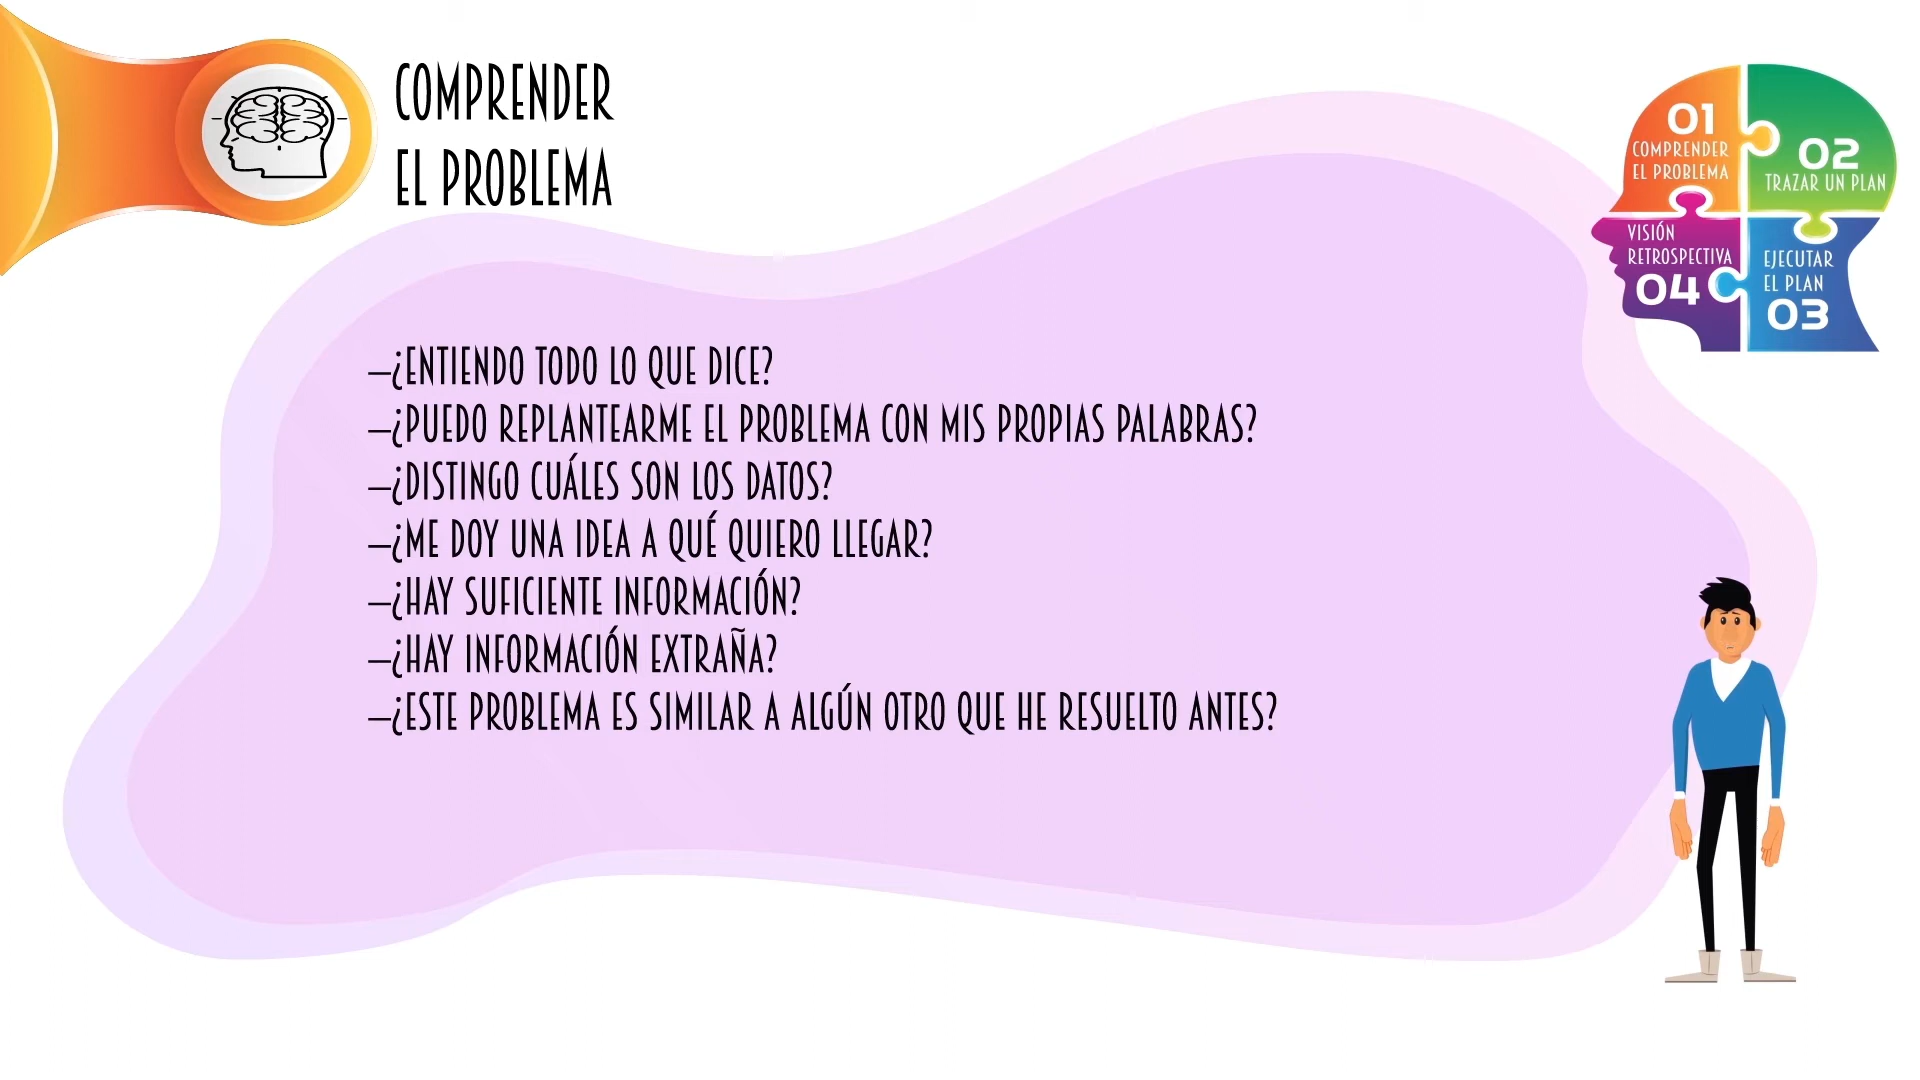 COMPRENDER
EL PROBLEMA
01
COMPRENDER
EL PROBLEMA
02
TRAZAR UN PLAN
VISIÓN
RETROSPECTIVA
04
EJECUTAR
EL PLAN
03
–¿ENTIENDO TODO LO QUE DICE?
–¿PUEDO REPLANTEARME EL PROBLEMA CON MIS PROPIAS PALABRAS?
–¿DISTINGO CUÁLES SON LOS DATOS?
–¿ME DOY UNA IDEA A QUÉ QUIERO LLEGAR?
–¿HAY SUFICIENTE INFORMACIÓN?
–¿HAY INFORMACIÓN EXTRAÑA?
–¿ESTE PROBLEMA ES SIMILAR A ALGÚN OTRO QUE HE RESUELTO ANTES?